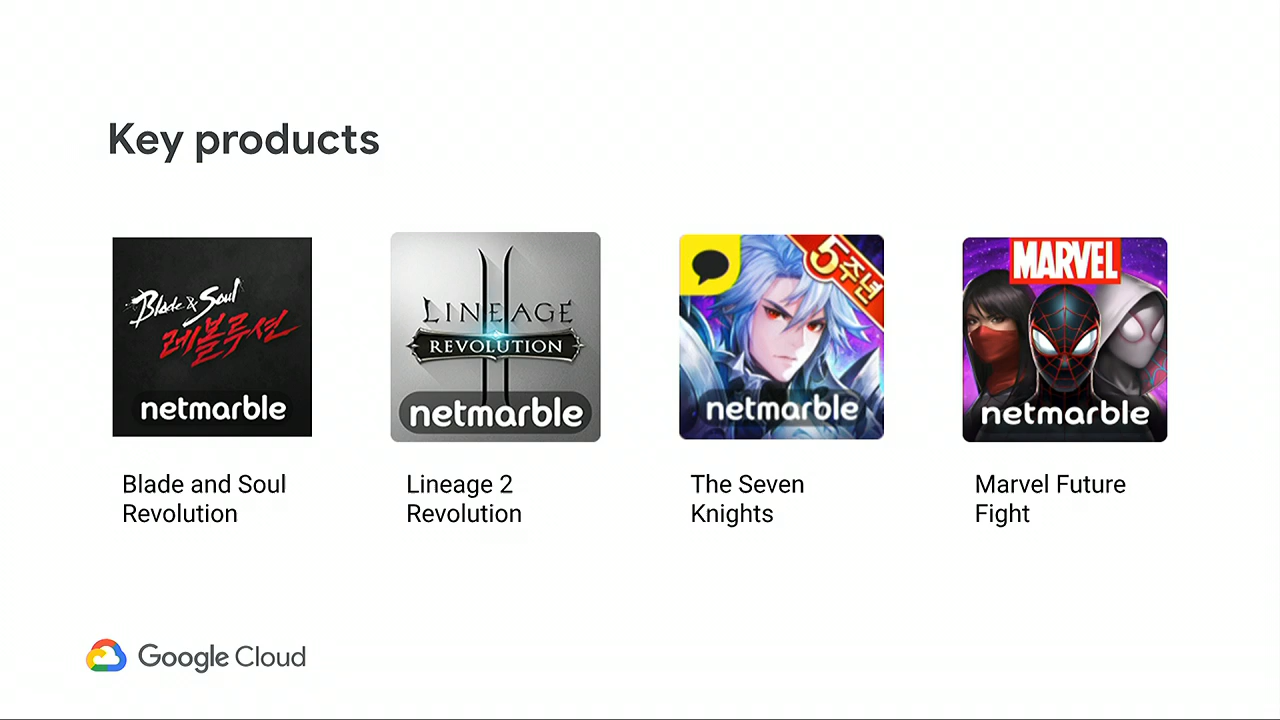 Key products
Blade & Soul
레볼루션
netmarble
LINEAGE
II
REVOLUTION
netmarble
5주년
netmarble
MARVEL
netmarble
Blade and Soul
Revolution
Lineage 2
Revolution
The Seven
Knights
Marvel Future
Fight
Google Cloud